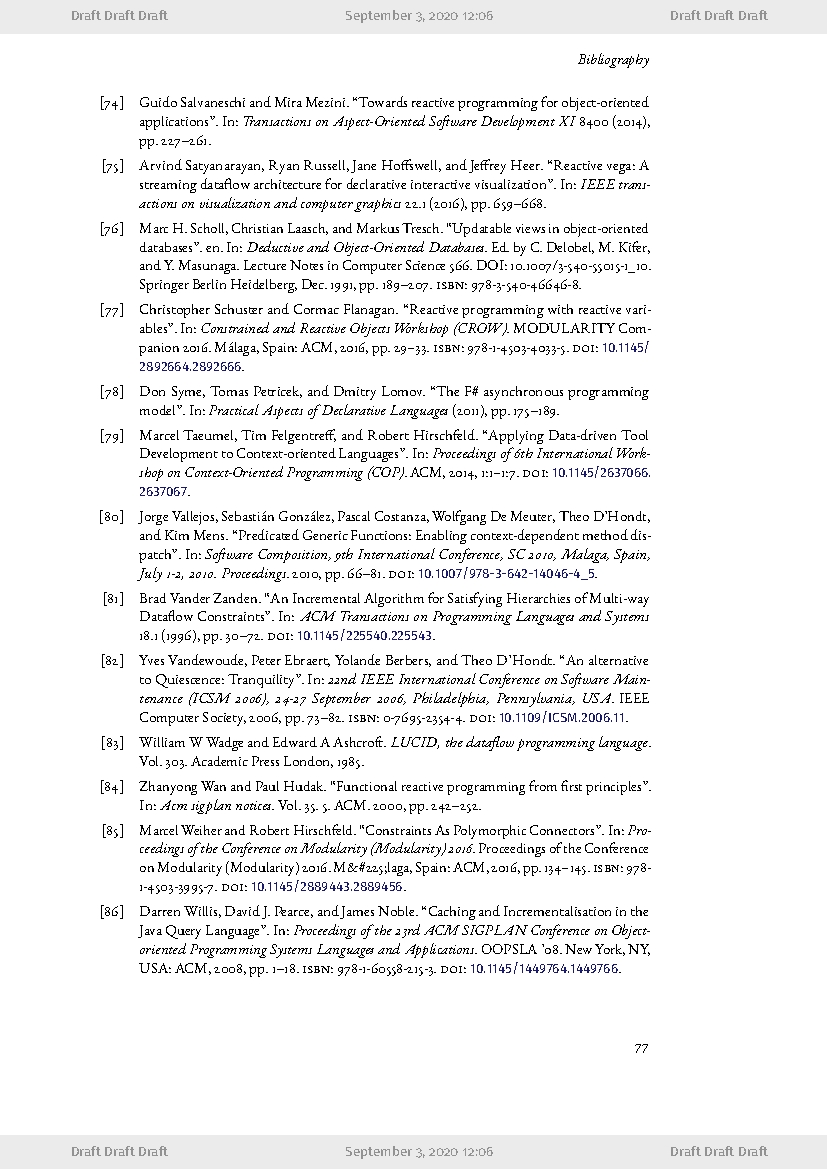 Draft Draft Draft September 3, 2020 12:06 Draft Draft Draft
Bibliography
[74] Guido Salvaneschi and Mira Mezini. “Towards reactive programming for object-oriented
applications”. In: Transactions on Aspect-Oriented Software Development XI 8400 (2014),
pp. 227–261.
[75] Arvind Satyanarayan, Ryan Russell, Jane Hoffswell, and Jeffrey Heer. “Reactive vega: A
streaming dataflow architecture for declarative interactive visualization”. In: IEEE trans-
actions on visualization and computer graphics 22.1 (2016), pp. 659–668.
[76] Marc H. Scholl, Christian Laasch, and Markus Tresch. “Updatable views in object-oriented
databases”. en. In: Deductive and Object-Oriented Databases. Ed. by C. Delobel, M. Kifer,
and Y. Masunaga. Lecture Notes in Computer Science 566. DOI: 10.1007/3-540-55015-1_10.
Springer Berlin Heidelberg, Dec. 1991, pp. 189–207. ISBN: 978-3-540-46646-8.
[77] Christopher Schuster and Cormac Flanagan. “Reactive programming with reactive vari-
ables”. In: Constrained and Reactive Objects Workshop (CROW). MODULARITY Com-
panion 2016. Málaga, Spain: ACM, 2016, pp. 29–33. ISBN: 978-1-4503-4033-5. DOI: 10.1145/
2892664.2892666.
[78] Don Syme, Tomas Petricek, and Dmitry Lomov. “The F# asynchronous programming
model”. In: Practical Aspects of Declarative Languages (2011), pp. 175–189.
[79] Marcel Taeumel, Tim Felgentreff, and Robert Hirschfeld. “Applying Data-driven Tool
Development to Context-oriented Languages”. In: Proceedings of 6th International Work-
shop on Context-Oriented Programming (COP). ACM, 2014, 1:1–1:7. DOI: 10.1145/2637066.
2637067.
[80] Jorge Vallejos, Sebastián González, Pascal Costanza, Wolfgang De Meuter, Theo D’Hondt,
and Kim Mens. “Predicated Generic Functions: Enabling context-dependent method dis-
patch”. In: Software Composition, 9th International Conference, SC 2010, Malaga, Spain,
July 1-2, 2010. Proceedings. 2010, pp. 66–81. DOI: 10.1007/978-3-642-14046-4_5.
[81] Brad Vander Zanden. “An Incremental Algorithm for Satisfying Hierarchies of Multi-way
Dataflow Constraints”. In: ACM Transactions on Programming Languages and Systems
18.1 (1996), pp. 30–72. DOI: 10.1145/225540.225543.
[82] Yves Vandewoude, Peter Ebraert, Yolande Berbers, and Theo D’Hondt. “An alternative
to Quiescence: Tranquility”. In: 22nd IEEE International Conference on Software Main-
tenance (ICSM 2006), 24-27 September 2006, Philadelphia, Pennsylvania, USA. IEEE
Computer Society, 2006, pp. 73–82. ISBN: 0-7695-2354-4. DOI: 10.1109/ICSM.2006.11.
[83] William W Wadge and Edward A Ashcroft. LUCID, the dataflow programming language.
Vol. 303. Academic Press London, 1985.
[84] Zhanyong Wan and Paul Hudak. “Functional reactive programming from first principles”.
In: Acm sigplan notices. Vol. 35. 5. ACM. 2000, pp. 242–252.
[85] Marcel Weiher and Robert Hirschfeld. “Constraints As Polymorphic Connectors”. In: Pro-
ceedings of the Conference on Modularity (Modularity) 2016. Proceedings of the Conference
on Modularity (Modularity) 2016. M&#225;laga, Spain: ACM, 2016, pp. 134–145. ISBN: 978-
1-4503-3995-7. DOI: 10.1145/2889443.2889456.
[86] Darren Willis, David J. Pearce, and James Noble. “Caching and Incrementalisation in the
Java Query Language”. In: Proceedings of the 23rd ACM SIGPLAN Conference on Object-
oriented Programming Systems Languages and Applications. OOPSLA ’08. New York, NY,
USA: ACM, 2008, pp. 1–18. ISBN: 978-1-60558-215-3. DOI: 10.1145/1449764.1449766.
77
Draft Draft Draft September 3, 2020 12:06 Draft Draft Draft